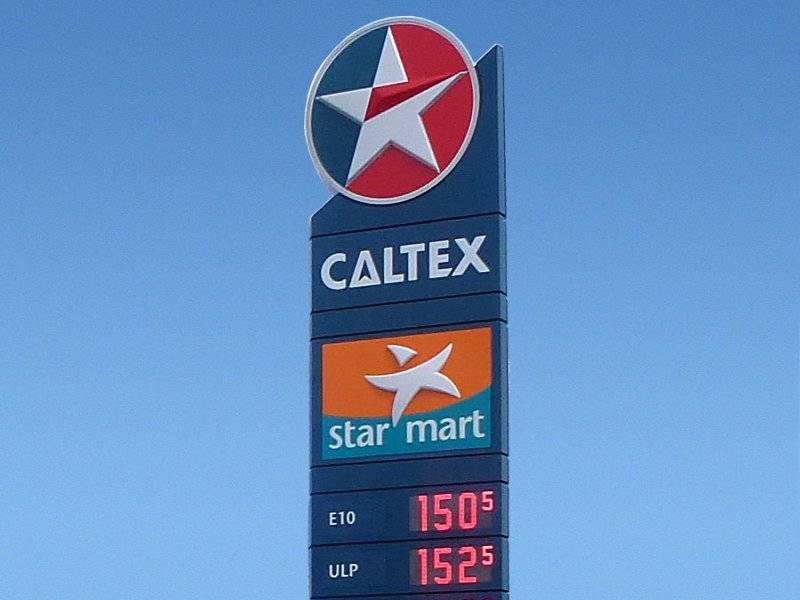 CALTEX
star mart
E10 1505
ULP 1525